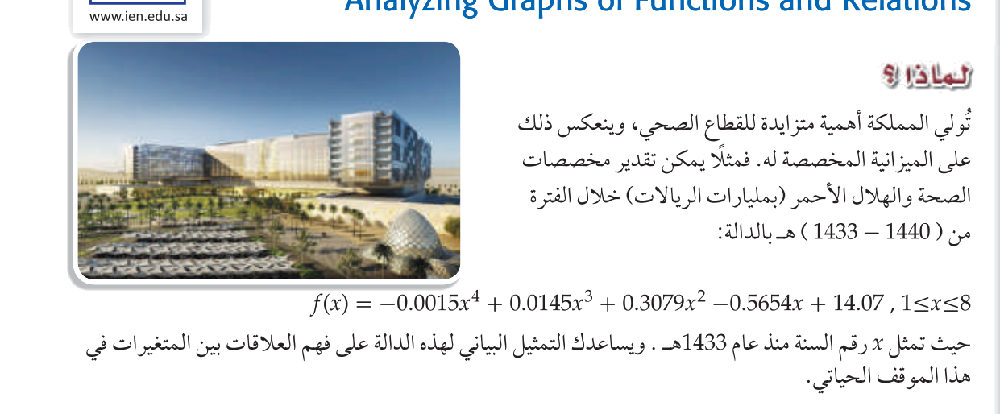 Analyzing Graphs of Functions and Relations
www.ien.edu.sa
لماذا ؟
تُولي المملكة أهمية متزايدة للقطاع الصحي، وينعكس ذلك
على الميزانية المخصصة له. فمثلًا يمكن تقدير مخصصات
الصحة والهلال الأحمر (بمليارات الريالات) خلال الفترة
من ( 1440 – 1433 ) هـ بالدالة:
f(x) = −0.0015x⁴ + 0.0145x³ + 0.3079x² −0.5654x + 14.07 , 1≤x≤8
حيث تمثل x رقم السنة منذ عام 1433هـ . ويساعدك التمثيل البياني لهذه الدالة على فهم العلاقات بين المتغيرات في
هذا الموقف الحياتي.